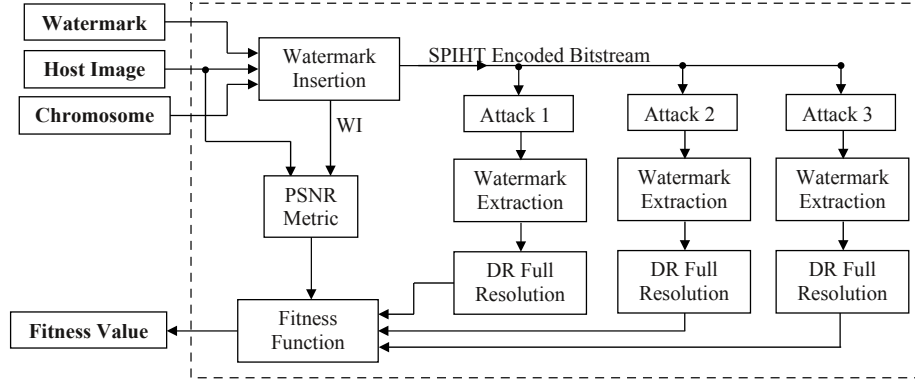 Watermark
Host Image
Chromosome
Watermark
Insertion
SPIHT Encoded Bitstream
WI
Attack 1
Attack 2
Attack 3
PSNR
Metric
Watermark
Extraction
Watermark
Extraction
Watermark
Extraction
DR Full
Resolution
DR Full
Resolution
DR Full
Resolution
Fitness Value
Fitness
Function